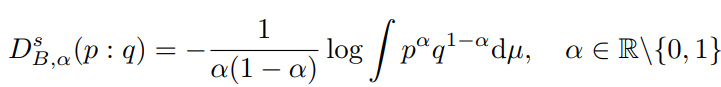 $D^{s}_{B,\alpha}(p : q) = -\frac{1}{\alpha(1-\alpha)} \log \int p^{\alpha} q^{1-\alpha} \mathrm{d}\mu, \quad \alpha \in \mathbb{R} \backslash \{0, 1\}$